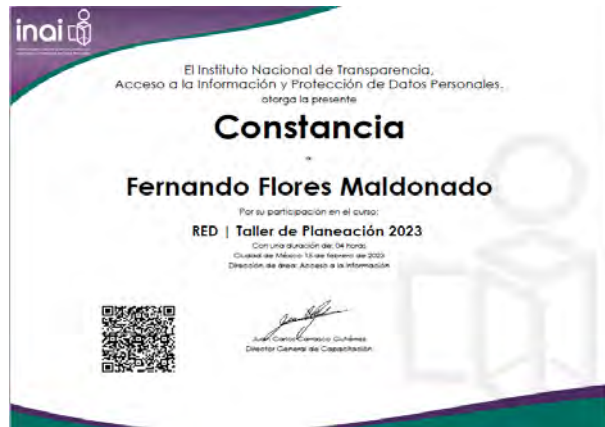 inai
El Instituto Nacional de Transparencia,
Acceso a la Información y Protección de Datos Personales.
otorga la presente
Constancia
a
Fernando Flores Maldonado
Por su participación en el curso:
RED | Taller de Planeación 2023
Con una duración de: 04 horas
Ciudad de México 15 de febrero de 2023
Dirección de área: Acceso a la Información
Juan Carlos Carrasco Gutiérrez
Director General de Capacitación